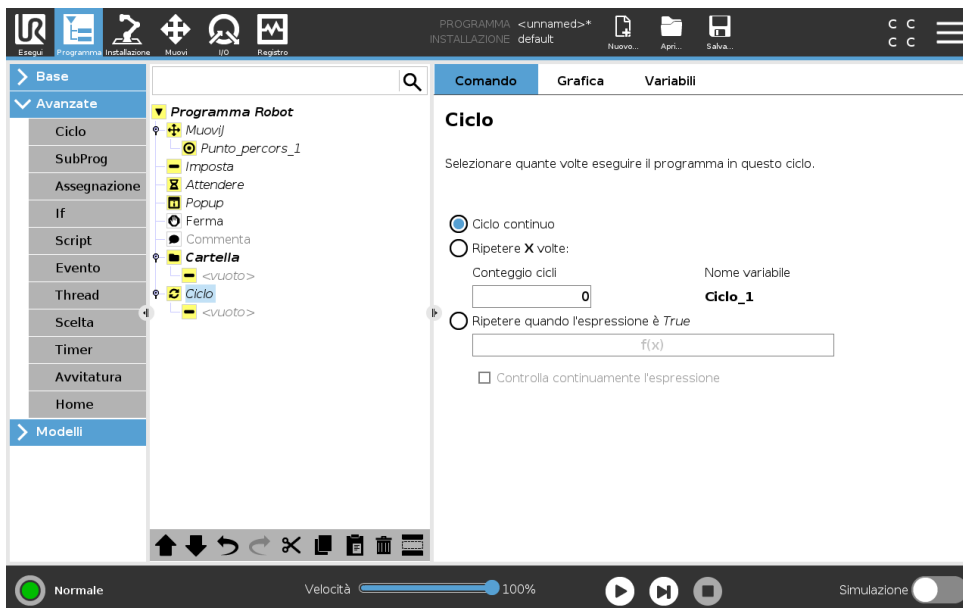 PROGRAMMA <unnamed>*
INSTALLAZIONE default
UR
Esegui Programma Installazione Muovi I/O Registro Nuovo... Apri... Salva...
C C
C C
Base
Avanzate
Ciclo
SubProg
Assegnazione
If
Script
Evento
Thread
Scelta
Timer
Avvitatura
Home
Modelli
Programma Robot
MuoviJ
Punto_percors_1
Imposta
Attendere
Popup
Ferma
Commenta
Cartella
<vuoto>
Ciclo
<vuoto>
Comando Grafica Variabili
Ciclo
Selezionare quante volte eseguire il programma in questo ciclo.
Ciclo continuo
Ripetere X volte:
Conteggio cicli Nome variabile
0 Ciclo_1
Ripetere quando l'espressione è True
f(x)
Controlla continuamente l'espressione
Normale Velocità 100% Simulazione